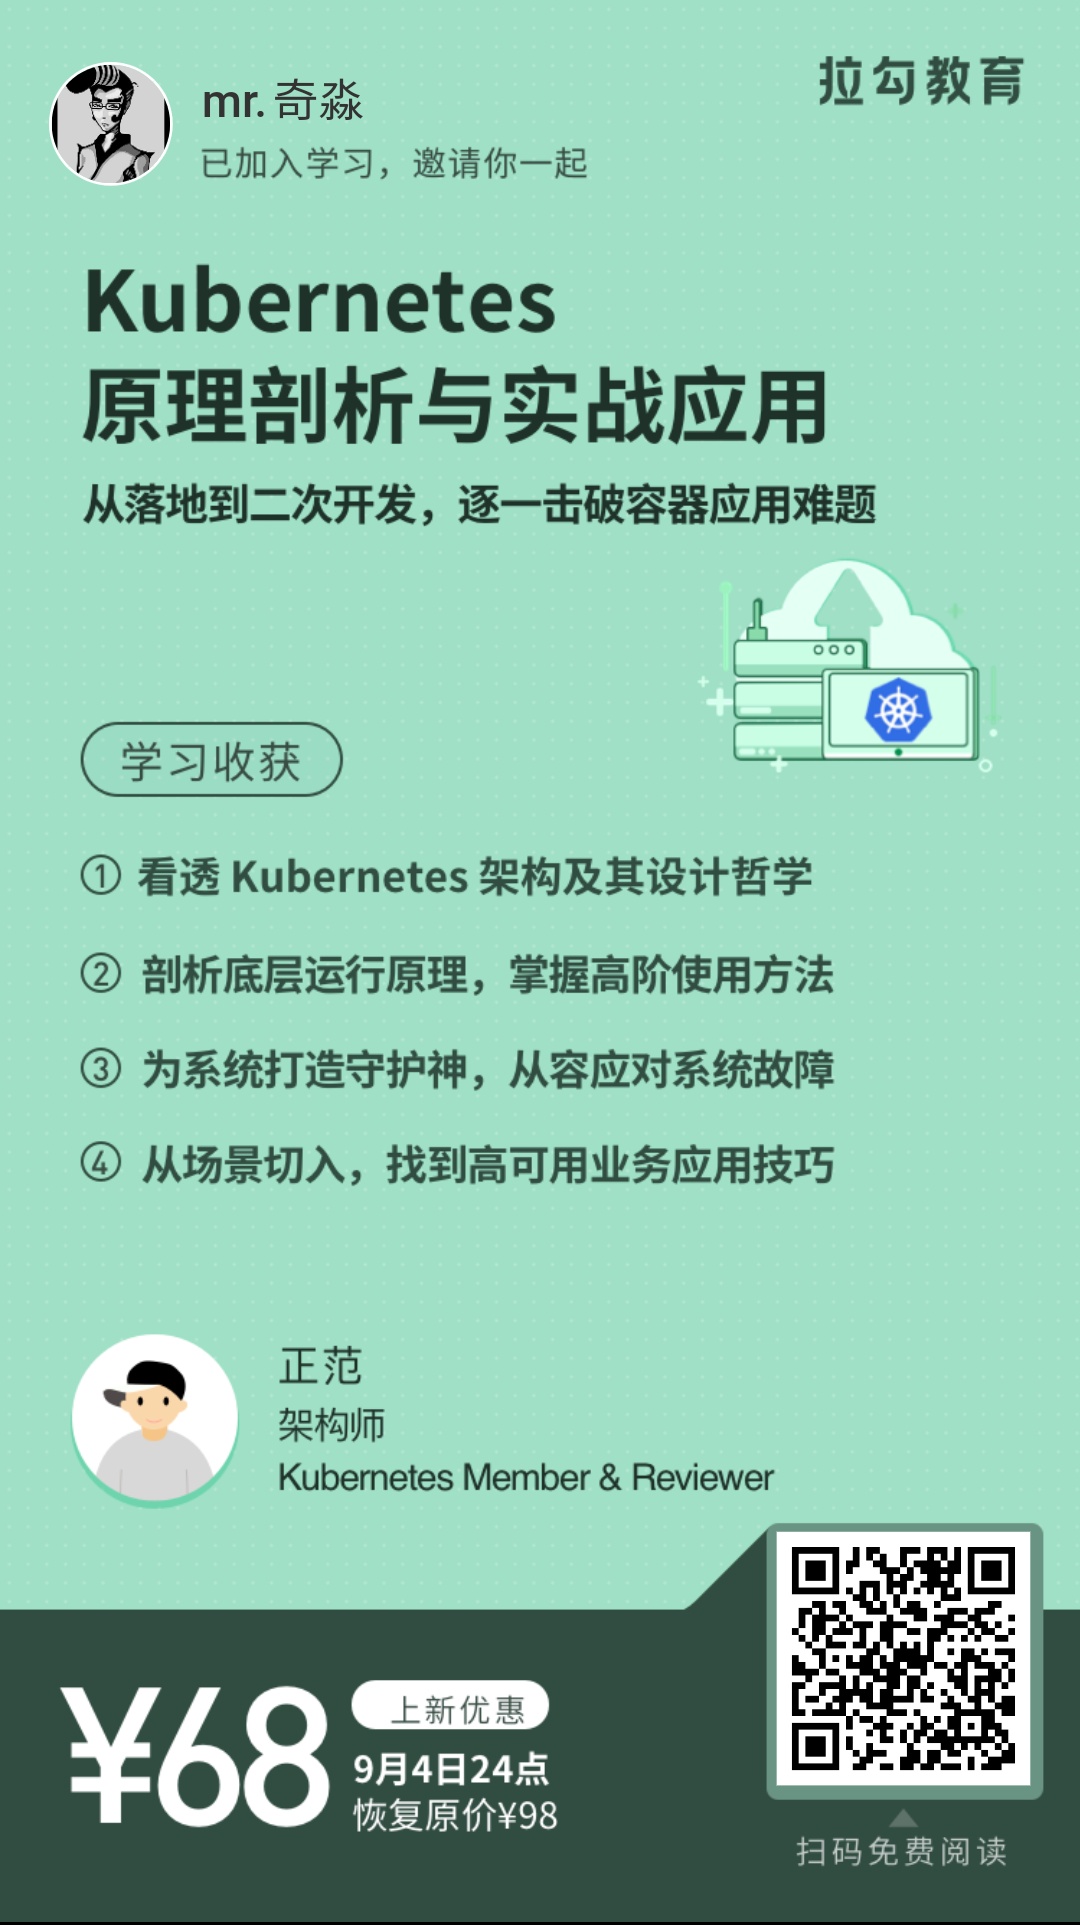 拉勾教育
mr.奇淼
已加入学习，邀请你一起
Kubernetes
原理剖析与实战应用
从落地到二次开发，逐一击破容器应用难题
学习收获
① 看透 Kubernetes 架构及其设计哲学
② 剖析底层运行原理，掌握高阶使用方法
③ 为系统打造守护神，从容应对系统故障
④ 从场景切入，找到高可用业务应用技巧
正范
架构师
Kubernetes Member & Reviewer
¥68
上新优惠
9月4日24点
恢复原价¥98
扫码免费阅读